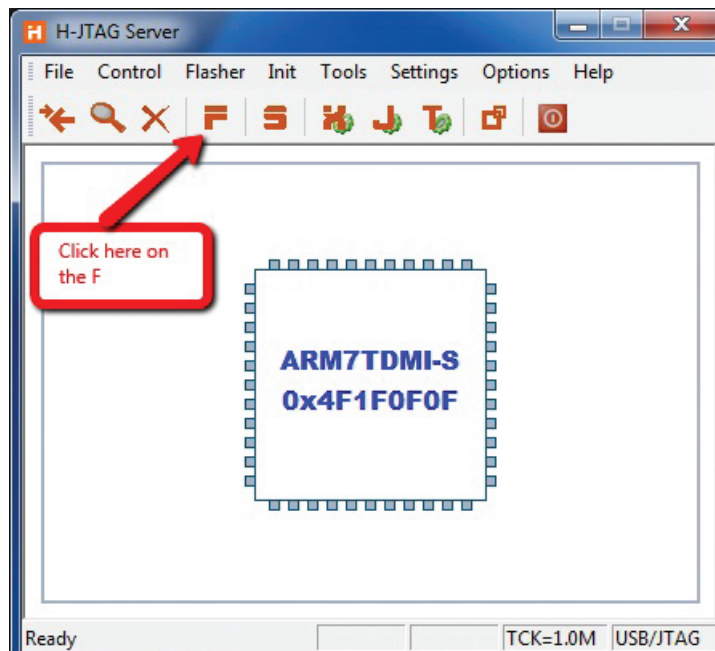 H-JTAG Server
File Control Flasher Init Tools Settings Options Help
F S H J T
Click here on
the F
ARM7TDMI-S
0x4F1F0F0F
Ready TCK=1.0M USB/JTAG